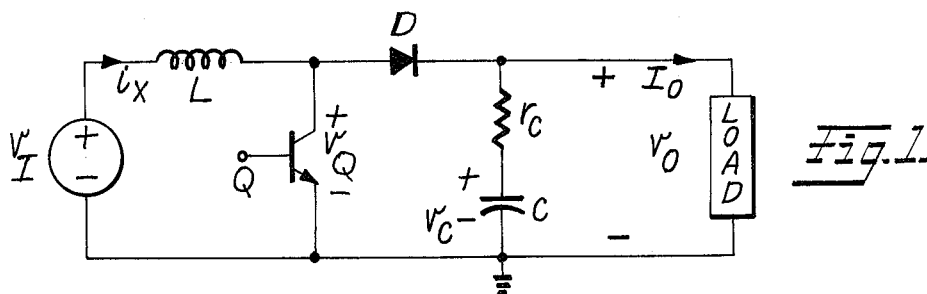 D
+ I_O
i_X
L
r_C
+
v_Q
-
v_I
+
-
Q
+
v_C -
C
v_O
LOAD
-
Fig.1.